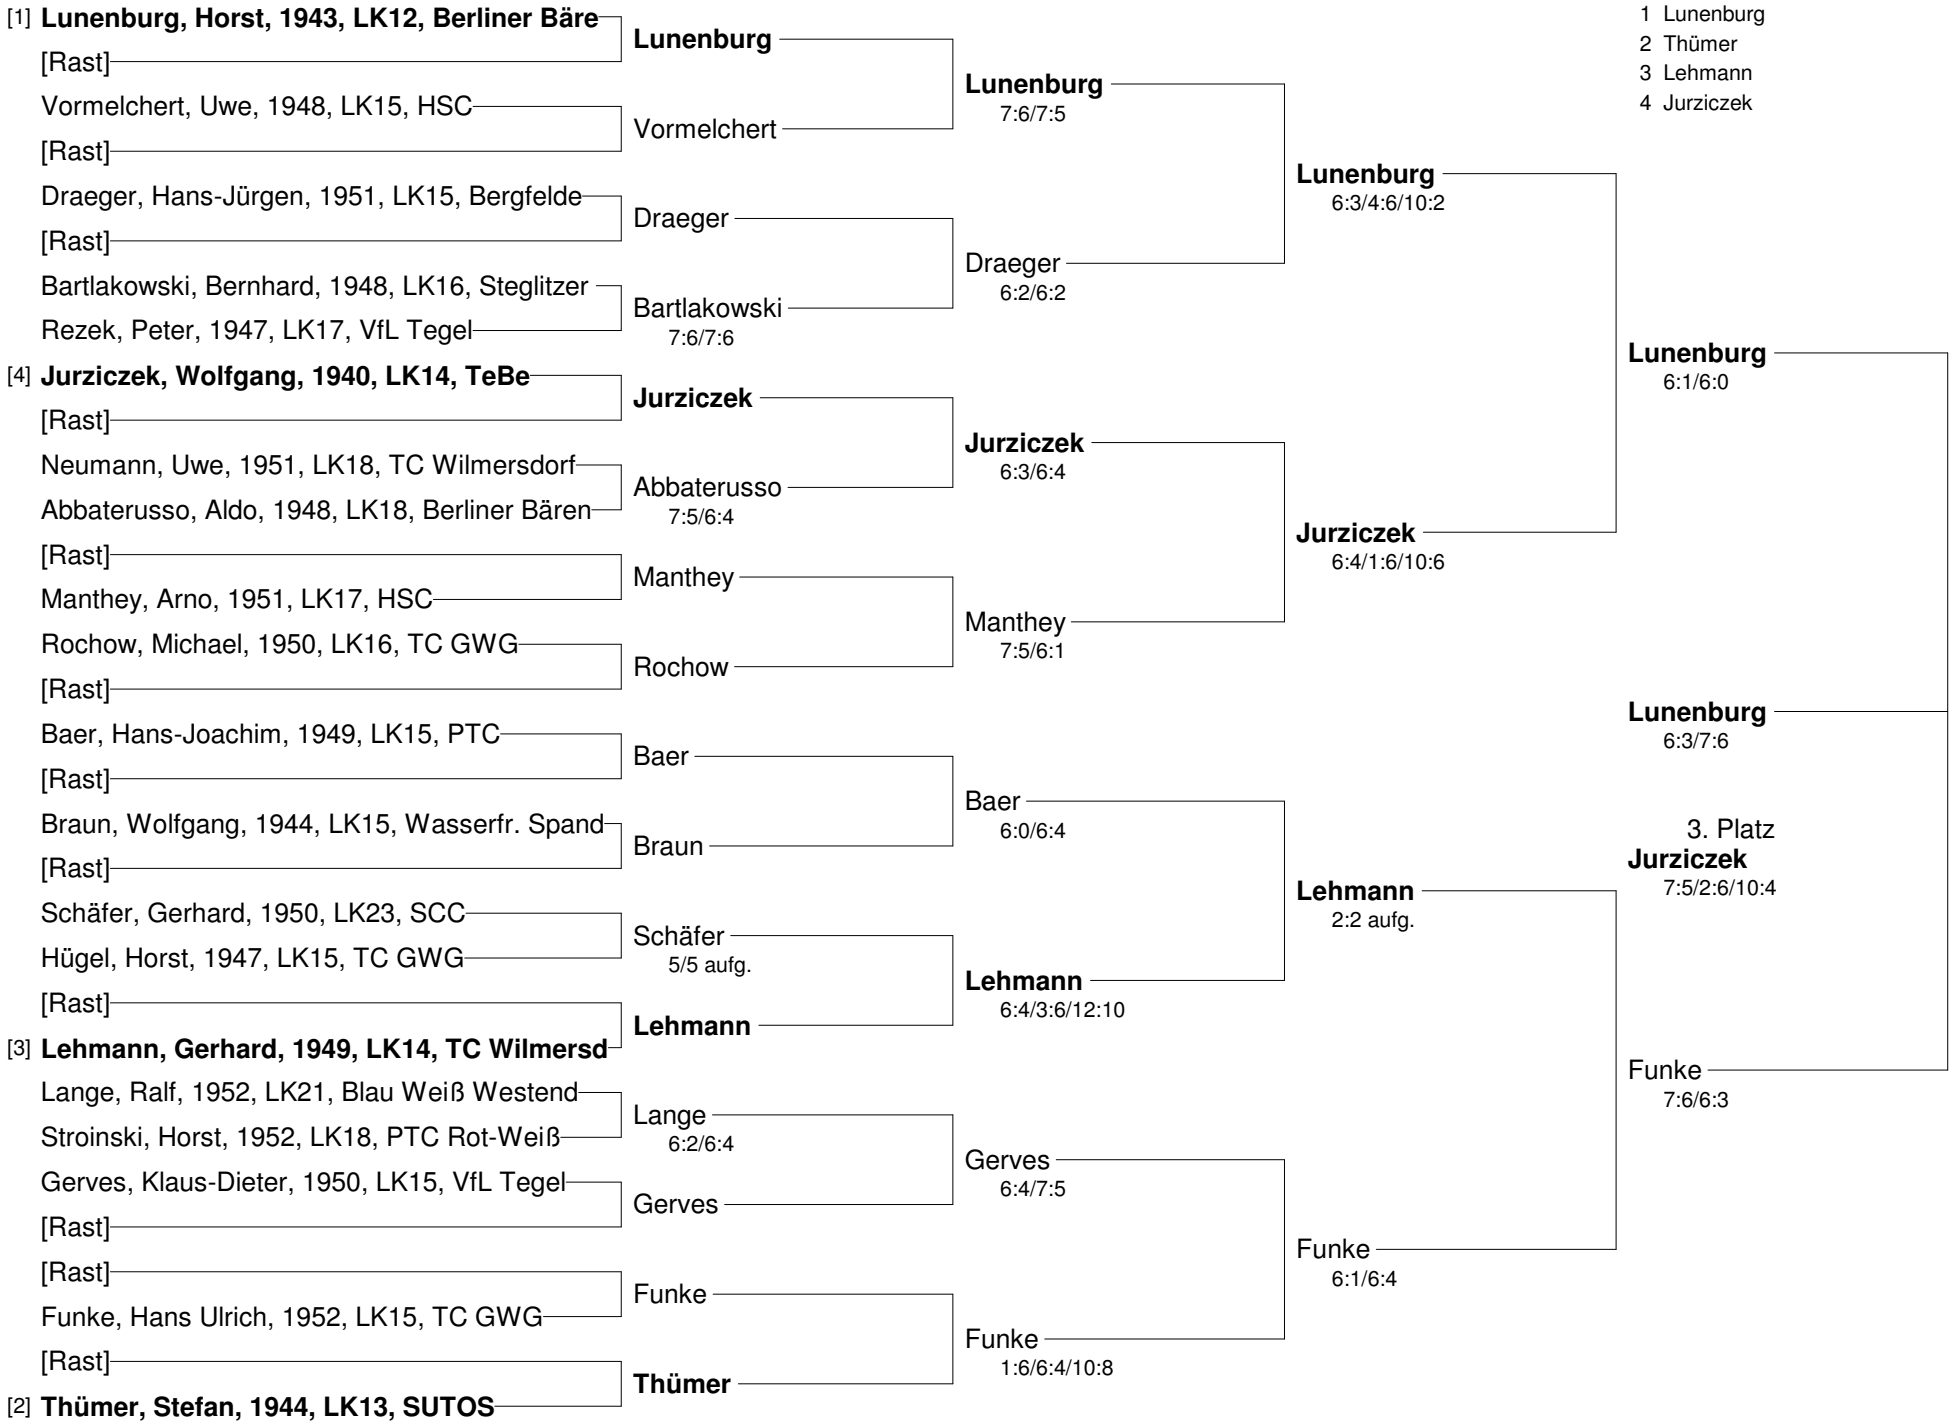 [1] Lunenburg, Horst, 1943, LK12, Berliner Bäre
[Rast]
Vormelchert, Uwe, 1948, LK15, HSC
[Rast]
Draeger, Hans-Jürgen, 1951, LK15, Bergfelde
[Rast]
Bartlakowski, Bernhard, 1948, LK16, Steglitzer
Rezek, Peter, 1947, LK17, VfL Tegel
[4] Jurziczek, Wolfgang, 1940, LK14, TeBe
[Rast]
Neumann, Uwe, 1951, LK18, TC Wilmersdorf
Abbaterusso, Aldo, 1948, LK18, Berliner Bären
[Rast]
Manthey, Arno, 1951, LK17, HSC
Rochow, Michael, 1950, LK16, TC GWG
[Rast]
Baer, Hans-Joachim, 1949, LK15, PTC
[Rast]
Braun, Wolfgang, 1944, LK15, Wasserfr. Spand
[Rast]
Schäfer, Gerhard, 1950, LK23, SCC
Hügel, Horst, 1947, LK15, TC GWG
[Rast]
[3] Lehmann, Gerhard, 1949, LK14, TC Wilmersd
Lange, Ralf, 1952, LK21, Blau Weiß Westend
Stroinski, Horst, 1952, LK18, PTC Rot-Weiß
Gerves, Klaus-Dieter, 1950, LK15, VfL Tegel
[Rast]
[Rast]
Funke, Hans Ulrich, 1952, LK15, TC GWG
[Rast]
[2] Thümer, Stefan, 1944, LK13, SUTOS
Lunenburg
Vormelchert
Draeger
Bartlakowski
7:6/7:6
Jurziczek
Abbaterusso
7:5/6:4
Manthey
Rochow
Baer
Braun
Schäfer
5/5 aufg.
Lehmann
Lange
6:2/6:4
Gerves
Funke
Thümer
Lunenburg
7:6/7:5
Draeger
6:2/6:2
Jurziczek
6:3/6:4
Manthey
7:5/6:1
Baer
6:0/6:4
Lehmann
6:4/3:6/12:10
Gerves
6:4/7:5
Funke
1:6/6:4/10:8
Lunenburg
6:3/4:6/10:2
Jurziczek
6:4/1:6/10:6
Lehmann
2:2 aufg.
Funke
6:1/6:4
1 Lunenburg
2 Thümer
3 Lehmann
4 Jurziczek
Lunenburg
6:1/6:0
Lunenburg
6:3/7:6
3. Platz
Jurziczek
7:5/2:6/10:4
Funke
7:6/6:3